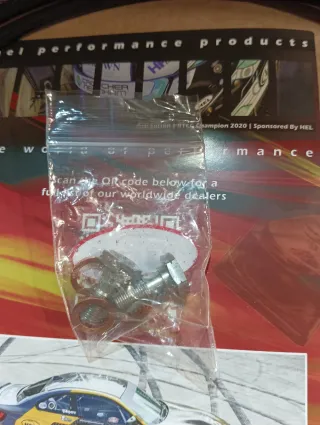 el performance products
Champion 2020 | Sponsored By HEL
e world of performance
Scan the QR code below for a
full list of our worldwide dealers